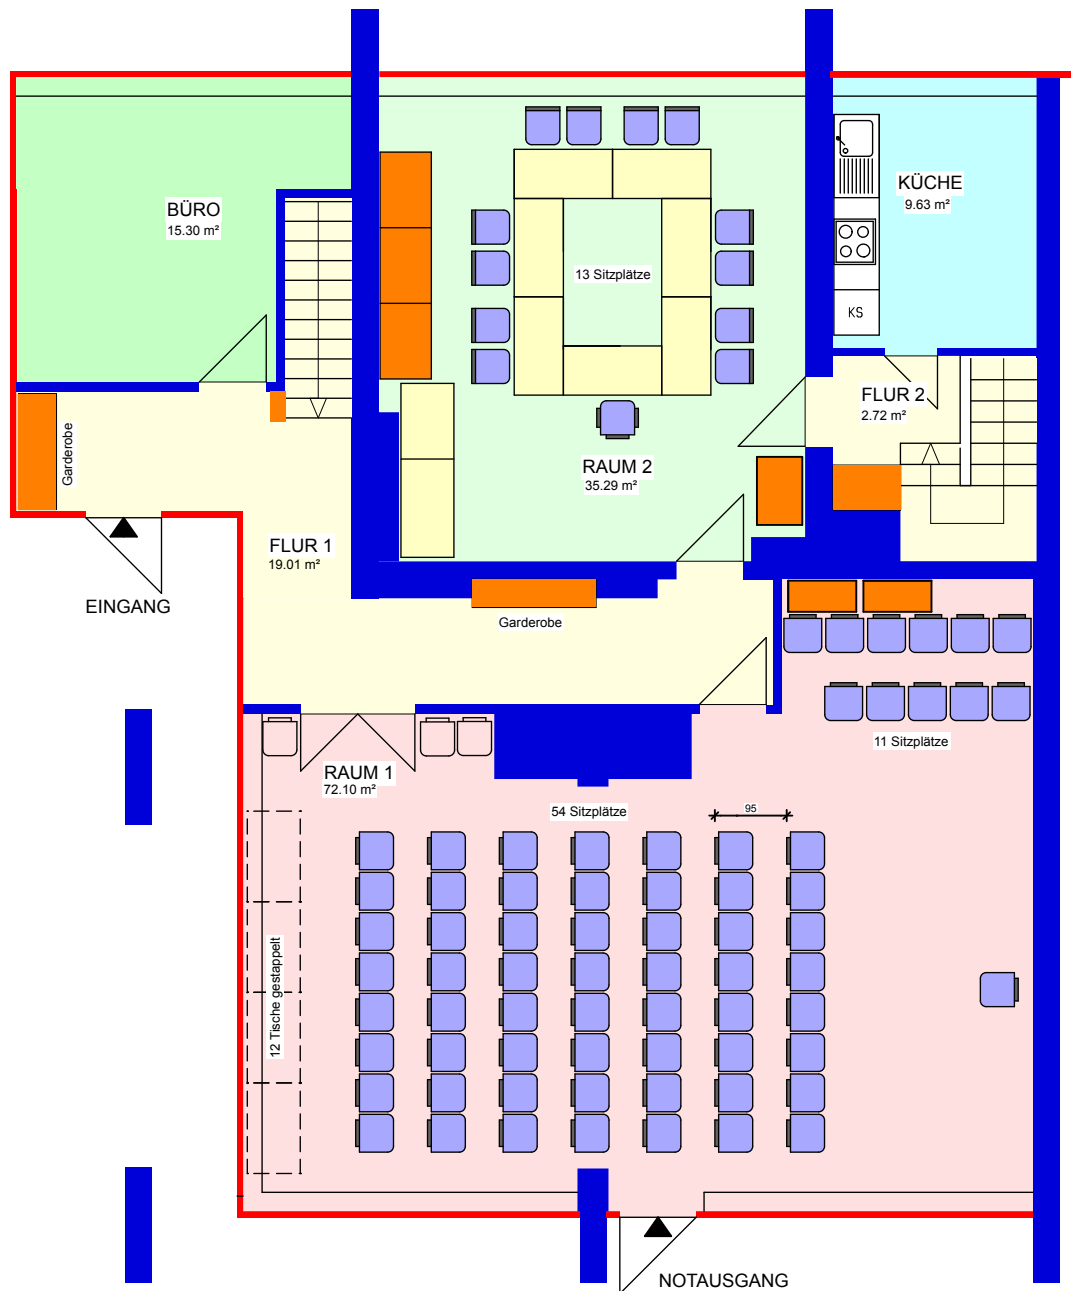 BÜRO
15.30 m²
KÜCHE
9.63 m²
13 Sitzplätze
KS
FLUR 2
2.72 m²
Garderobe
RAUM 2
35.29 m²
FLUR 1
19.01 m²
EINGANG
Garderobe
11 Sitzplätze
RAUM 1
72.10 m²
54 Sitzplätze
95
12 Tische gestappelt
NOTAUSGANG